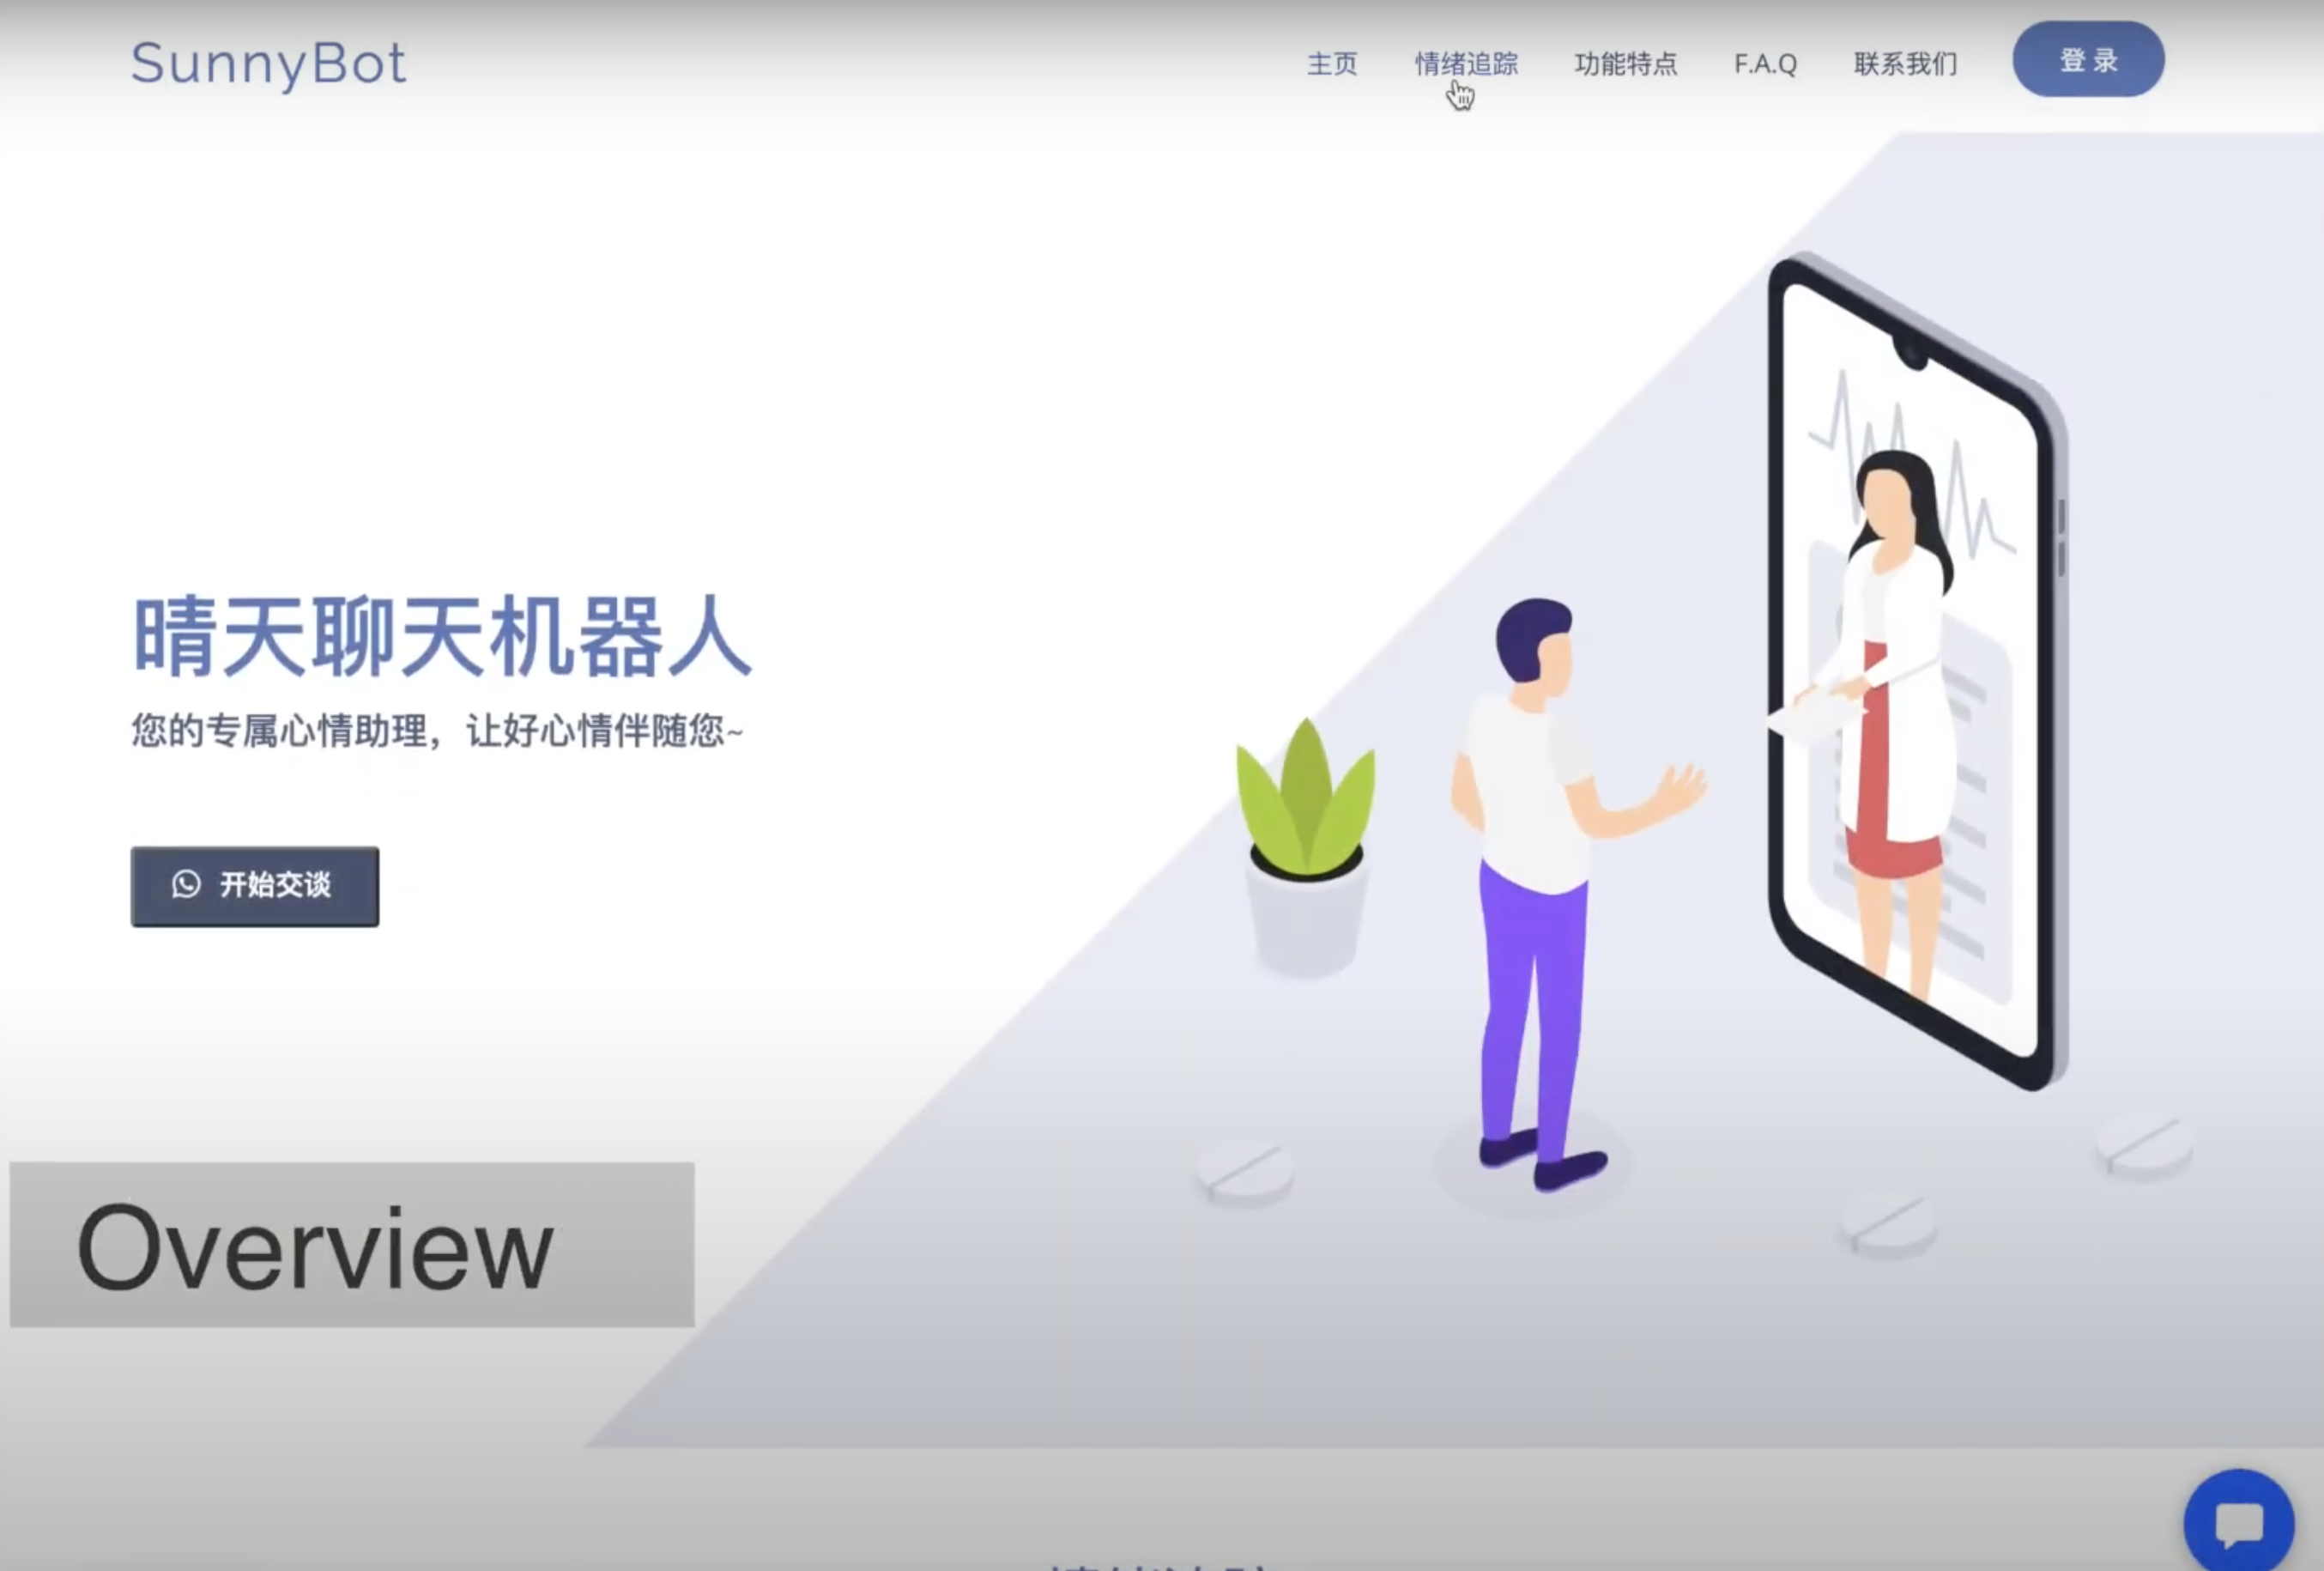 SunnyBot
主页
情绪追踪
功能特点
F.A.Q
联系我们
登录
晴天聊天机器人
您的专属心情助理，让好心情伴随您~
开始交谈
Overview